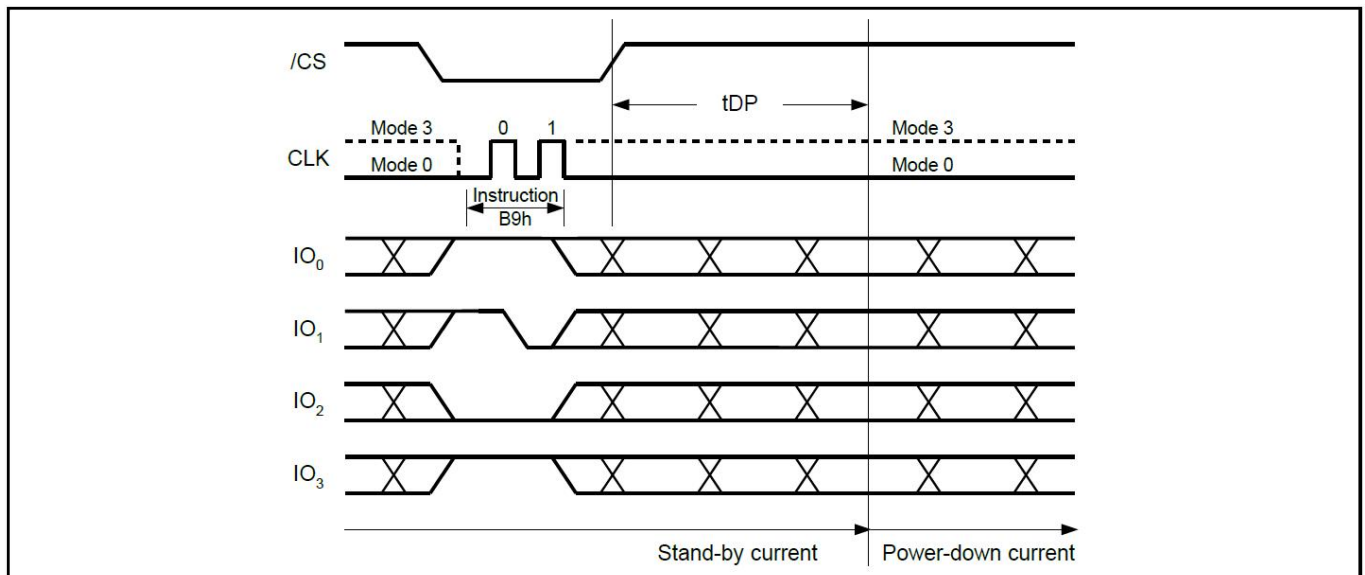 /CS
tDP
Mode 3 0 1 Mode 3
CLK
Mode 0 Mode 0
Instruction
B9h
IO0
IO1
IO2
IO3
Stand-by current Power-down current